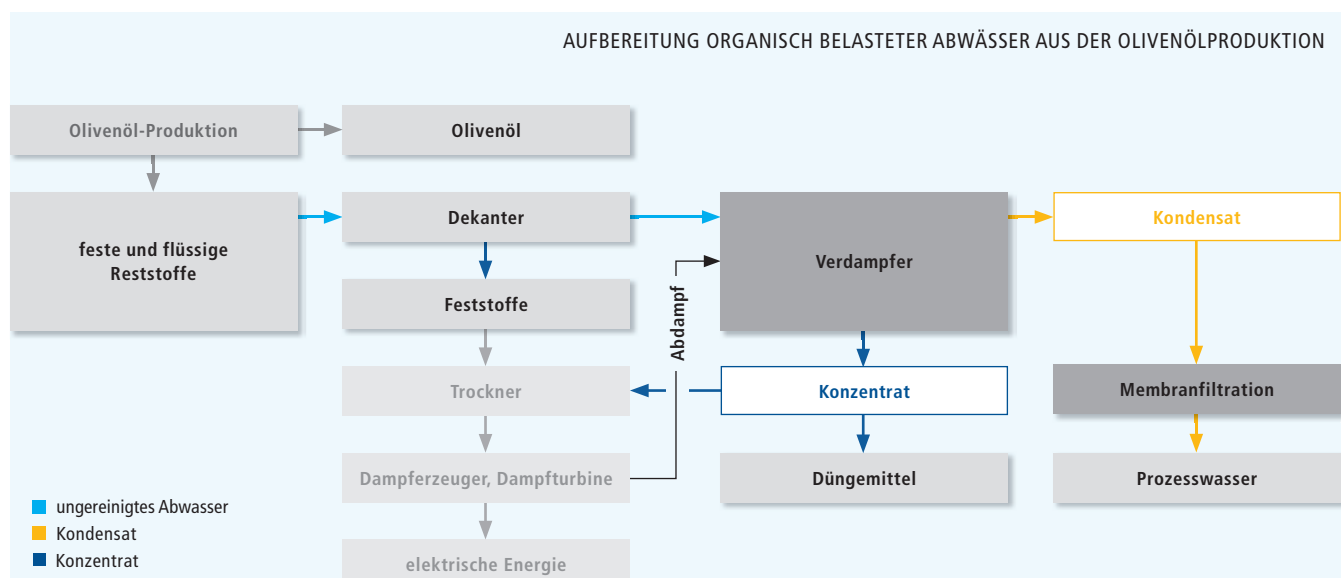 AUFBEREITUNG ORGANISCH BELASTETER ABWÄSSER AUS DER OLIVENÖLPRODUKTION
Olivenöl-Produktion
Olivenöl
feste und flüssige
Reststoffe
Dekanter
Verdampfer
Kondensat
Feststoffe
Abdampf
Trockner
Konzentrat
Membranfiltration
Dampferzeuger, Dampfturbine
Düngemittel
Prozesswasser
elektrische Energie
ungereinigtes Abwasser
Kondensat
Konzentrat